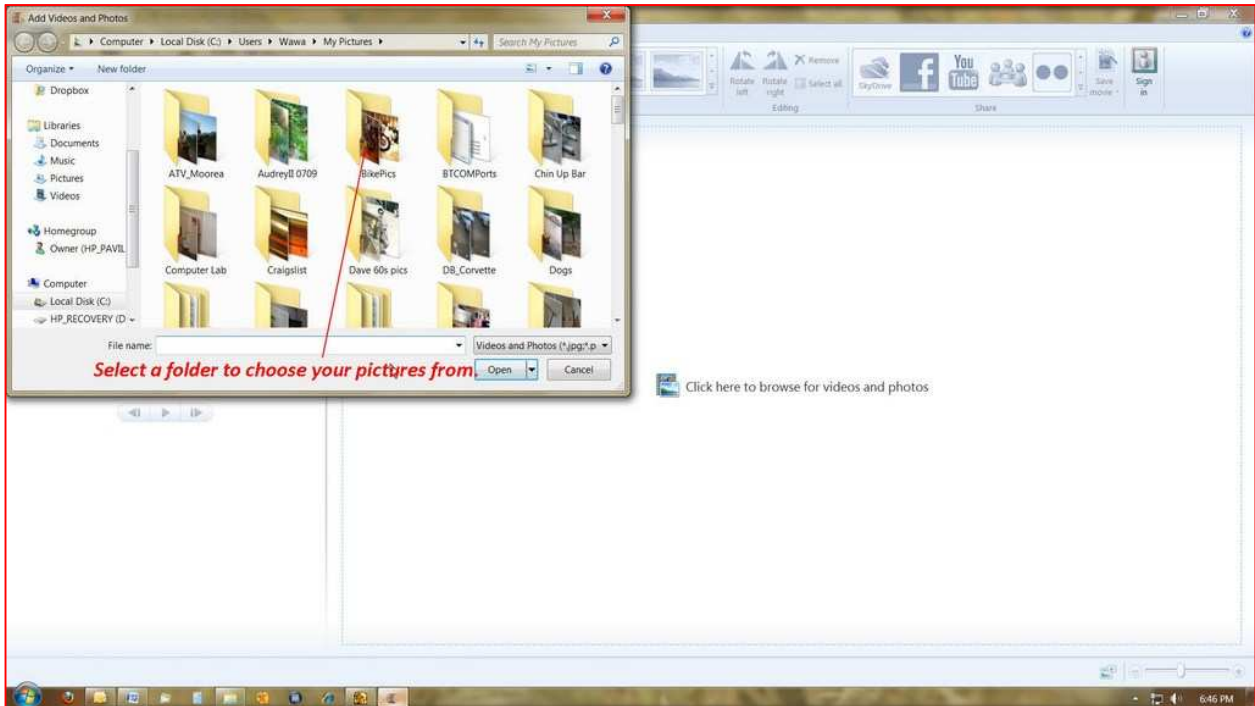 Add Videos and Photos
Computer Local Disk (C:) Users Wawa My Pictures
Search My Pictures
Organize New folder
Dropbox
Libraries
Documents
Music
Pictures
Videos
Homegroup
Owner (HP_PAVIL
Computer
Local Disk (C:)
HP_RECOVERY (D
ATV_Moorea AudreyII 0709 BikePics BTCOMPorts Chin Up Bar
Computer Lab Craigslist Dave 60s pics DB_Corvette Dogs
File name: Videos and Photos (*.jpg;*.p
Select a folder to choose your pictures from.
Open Cancel
Rotate left
Rotate right
Remove
Select all
Editing
SkyDrive
f
You Tube
Share
Save movie
Sign in
Click here to browse for videos and photos
6:46 PM